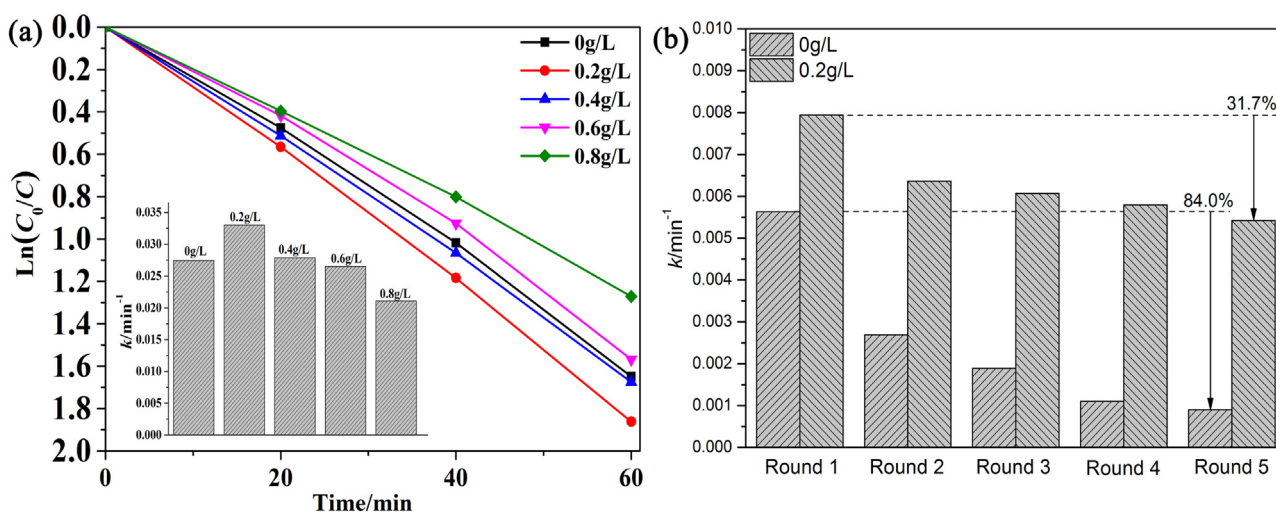 (a)
Ln(C0/C)
0.0
0.2
0.4
0.6
0.8
1.0
1.2
1.4
1.6
1.8
2.0
0 20 40 60
Time/min
0g/L
0.2g/L
0.4g/L
0.6g/L
0.8g/L
k/min-1
0.035
0.030
0.025
0.020
0.015
0.010
0.005
0.000
0g/L
0.2g/L
0.4g/L
0.6g/L
0.8g/L
(b)
k/min-1
0.010
0.009
0.008
0.007
0.006
0.005
0.004
0.003
0.002
0.001
0.000
0g/L
0.2g/L
31.7%
84.0%
Round 1 Round 2 Round 3 Round 4 Round 5